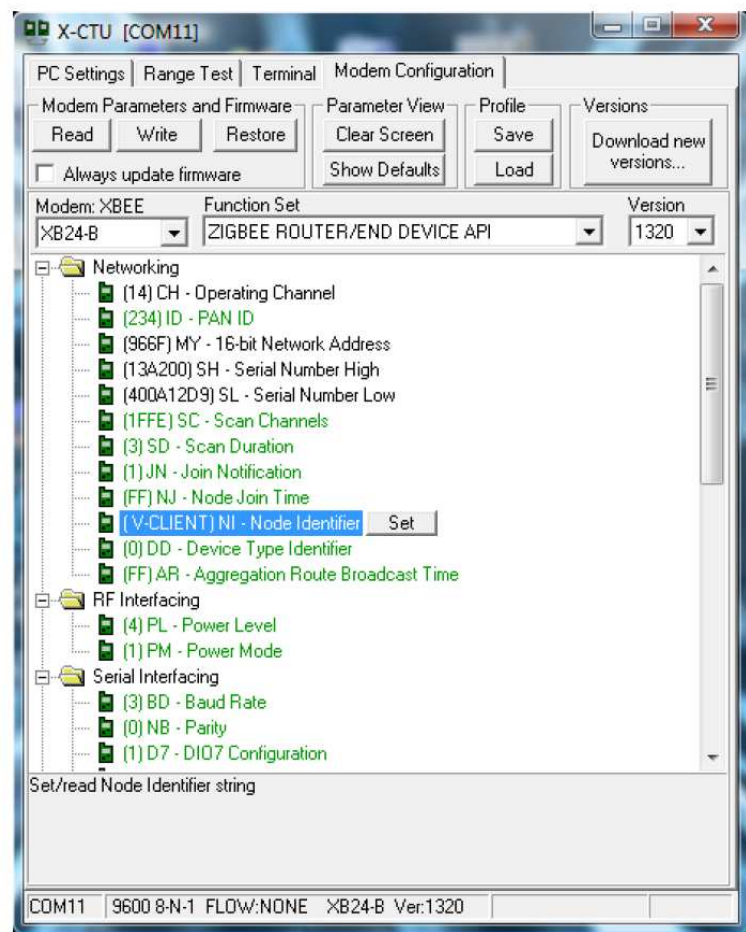 X-CTU [COM11]
PC Settings Range Test Terminal Modem Configuration
Modem Parameters and Firmware Parameter View Profile Versions
Read Write Restore Clear Screen Save Download new versions...
Always update firmware Show Defaults Load
Modem: XBEE Function Set Version
XB24-B ZIGBEE ROUTER/END DEVICE API 1320
Networking
(14) CH - Operating Channel
(234) ID - PAN ID
(966F) MY - 16-bit Network Address
(13A200) SH - Serial Number High
(400A12D9) SL - Serial Number Low
(1FFE) SC - Scan Channels
(3) SD - Scan Duration
(1) JN - Join Notification
(FF) NJ - Node Join Time
( V-CLIENT) NI - Node Identifier Set
(0) DD - Device Type Identifier
(FF) AR - Aggregation Route Broadcast Time
RF Interfacing
(4) PL - Power Level
(1) PM - Power Mode
Serial Interfacing
(3) BD - Baud Rate
(0) NB - Parity
(1) D7 - DIO7 Configuration
Set/read Node Identifier string
COM11 9600 8-N-1 FLOW:NONE XB24-B Ver:1320